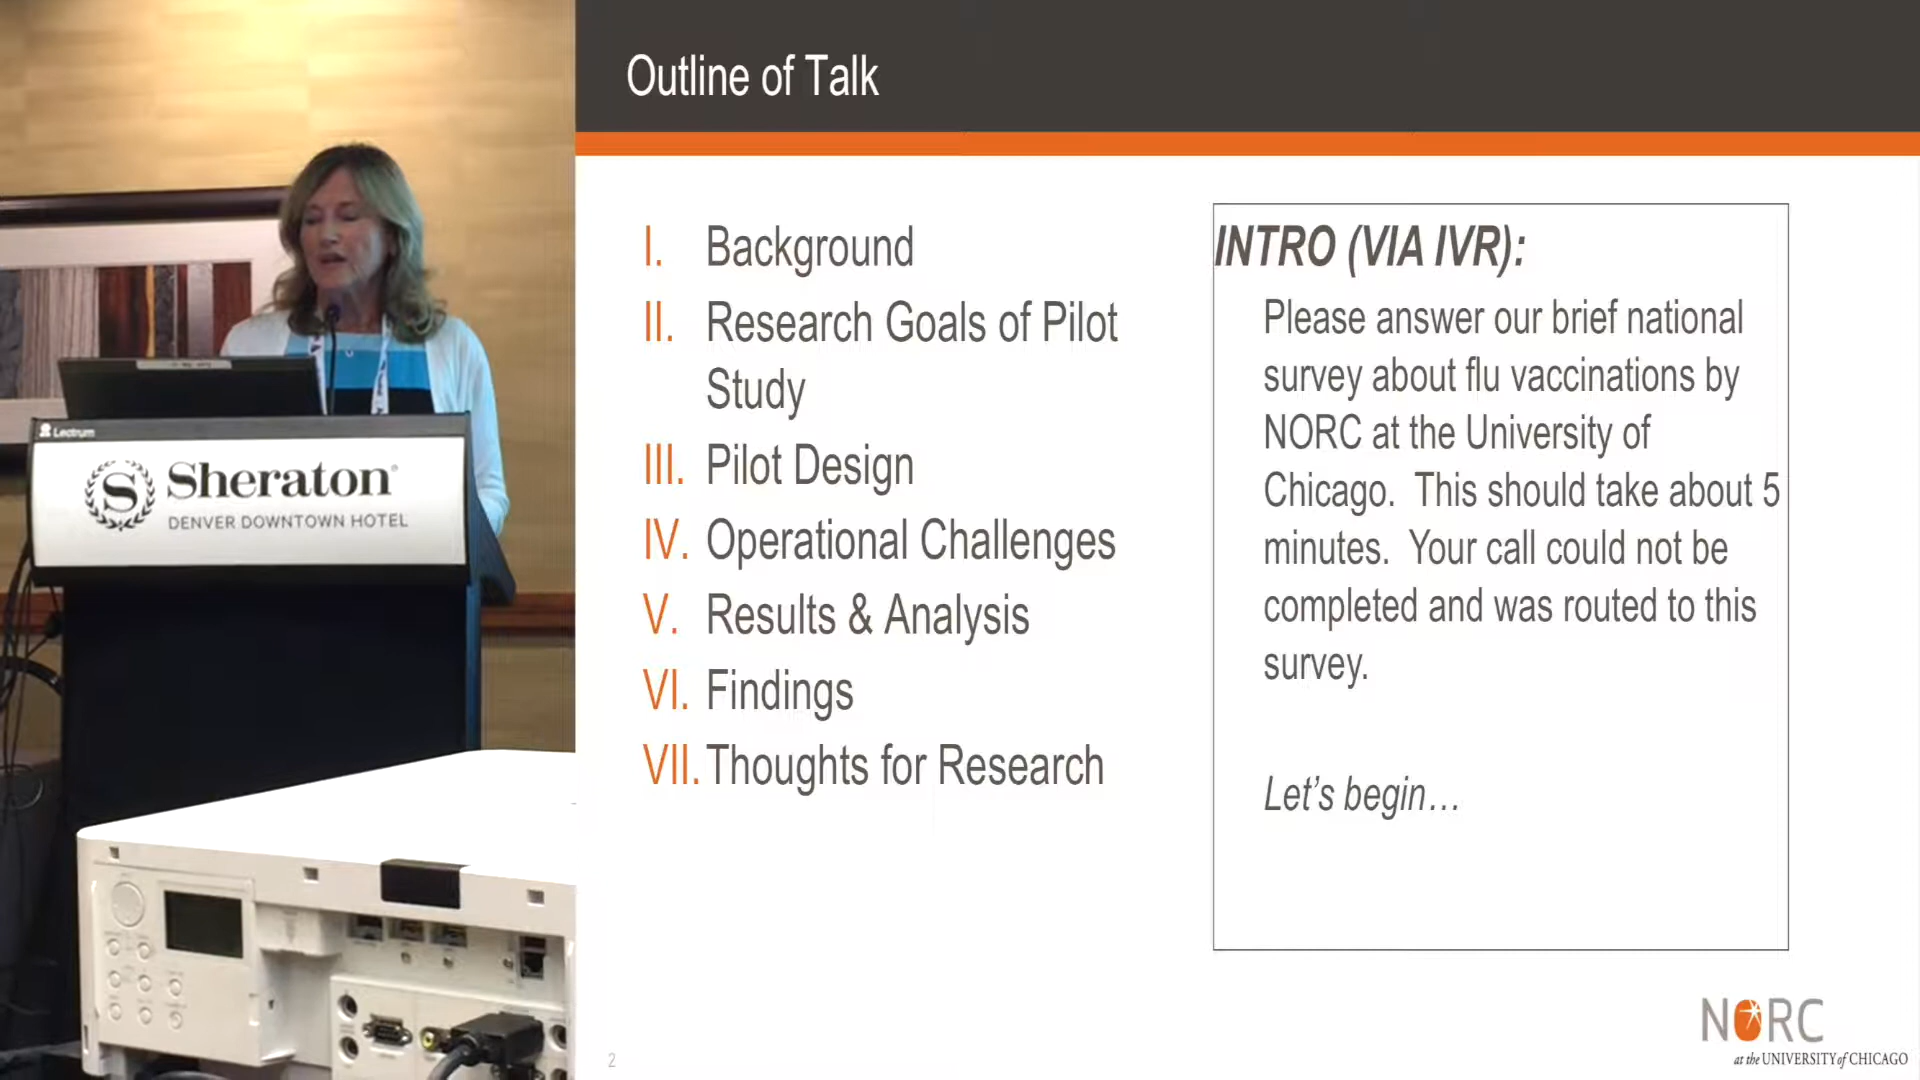 Outline of Talk
I. Background
II. Research Goals of Pilot
Study
III. Pilot Design
IV. Operational Challenges
V. Results & Analysis
VI. Findings
VII. Thoughts for Research
INTRO (VIA IVR):
Please answer our brief national
survey about flu vaccinations by
NORC at the University of
Chicago. This should take about 5
minutes. Your call could not be
completed and was routed to this
survey.
Let's begin…
Lectrum
S
Sheraton®
DENVER DOWNTOWN HOTEL
2
NORC
at the UNIVERSITY of CHICAGO